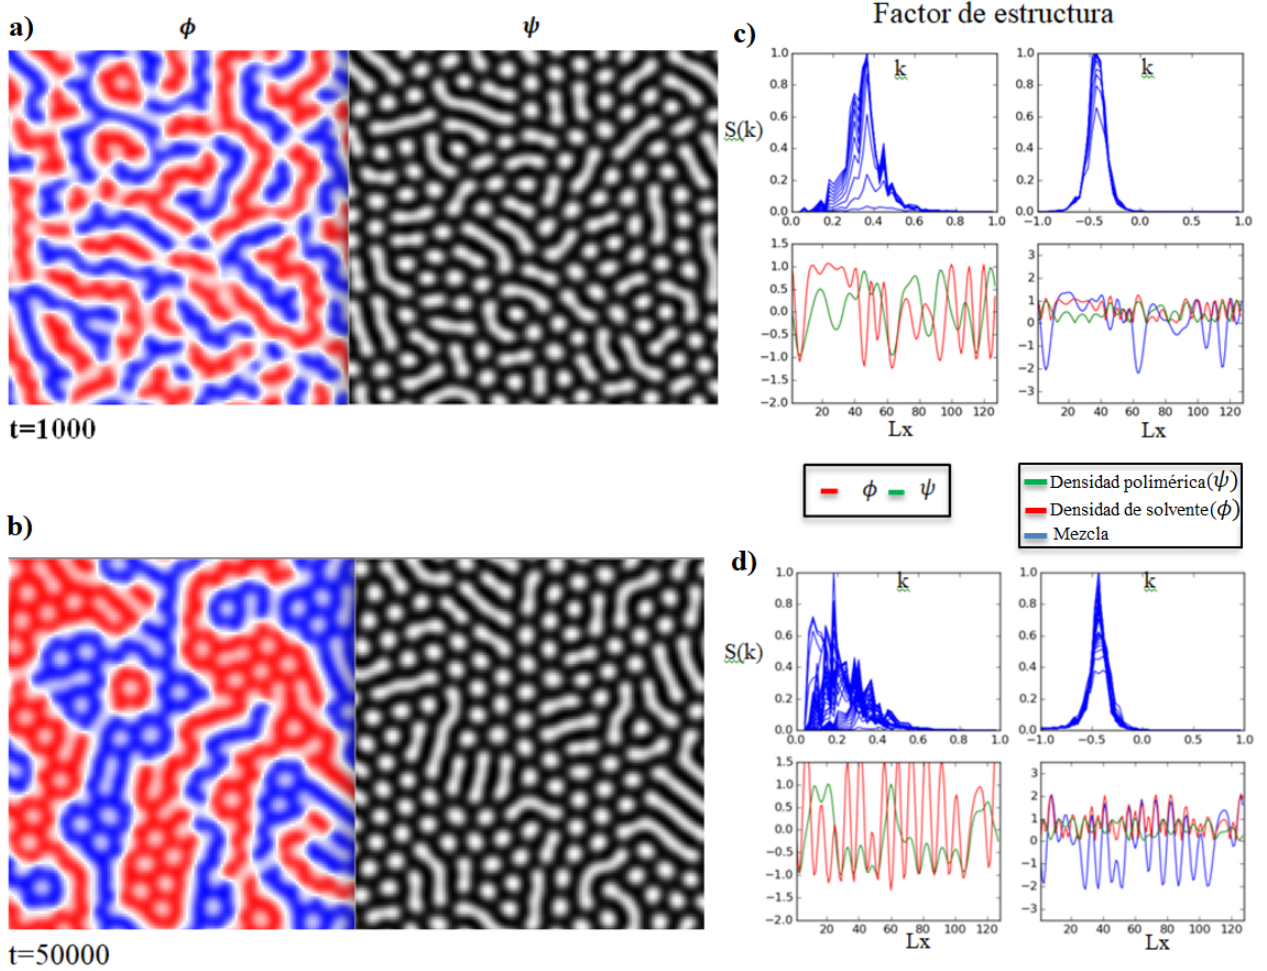 a)
ϕ
ψ
t=1000
b)
t=50000
Factor de estructura
c)
1.0
0.8
0.6
0.4
0.2
0.0
S(k)
k
0.0 0.2 0.4 0.6 0.8 1.0
1.0
0.8
0.6
0.4
0.2
0.0
k
−1.0 −0.5 0.0 0.5 1.0
1.5
1.0
0.5
0.0
−0.5
−1.0
−1.5
−2.0
20 40 60 80 100 120
Lx
3
2
1
0
−1
−2
−3
20 40 60 80 100 120
Lx
ϕ ψ
Densidad polimérica(ψ)
Densidad de solvente(ϕ)
Mezcla
d)
1.0
0.8
0.6
0.4
0.2
0.0
S(k)
k
0.0 0.2 0.4 0.6 0.8 1.0
1.0
0.8
0.6
0.4
0.2
0.0
k
−1.0 −0.5 0.0 0.5 1.0
1.5
1.0
0.5
0.0
−0.5
−1.0
−1.5
−2.0
20 40 60 80 100 120
Lx
3
2
1
0
−1
−2
−3
20 40 60 80 100 120
Lx